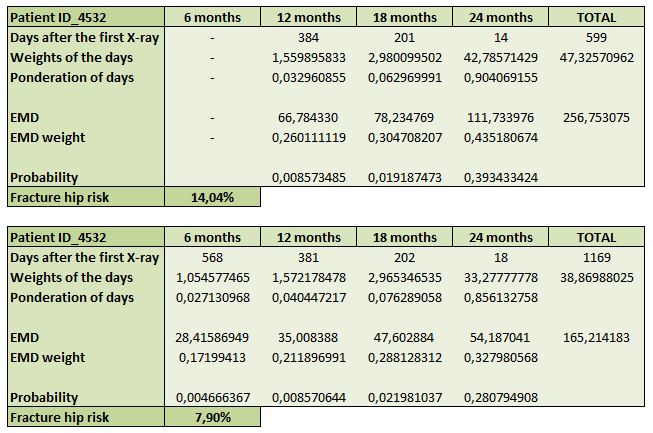 Patient ID_4532 6 months 12 months 18 months 24 months TOTAL
Days after the first X-ray - 384 201 14 599
Weights of the days - 1,559895833 2,980099502 42,78571429 47,32570962
Ponderation of days - 0,032960855 0,062969991 0,904069155
EMD - 66,784330 78,234769 111,733976 256,753075
EMD weight - 0,260111119 0,304708207 0,435180674
Probability 0,008573485 0,019187473 0,393433424
Fracture hip risk 14,04%
Patient ID_4532 6 months 12 months 18 months 24 months TOTAL
Days after the first X-ray 568 381 202 18 1169
Weights of the days 1,054577465 1,572178478 2,965346535 33,27777778 38,86988025
Ponderation of days 0,027130968 0,040447217 0,076289058 0,856132758
EMD 28,41586949 35,008388 47,602884 54,187041 165,214183
EMD weight 0,17199413 0,211896991 0,288128312 0,327980568
Probability 0,004666367 0,008570644 0,021981037 0,280794908
Fracture hip risk 7,90%